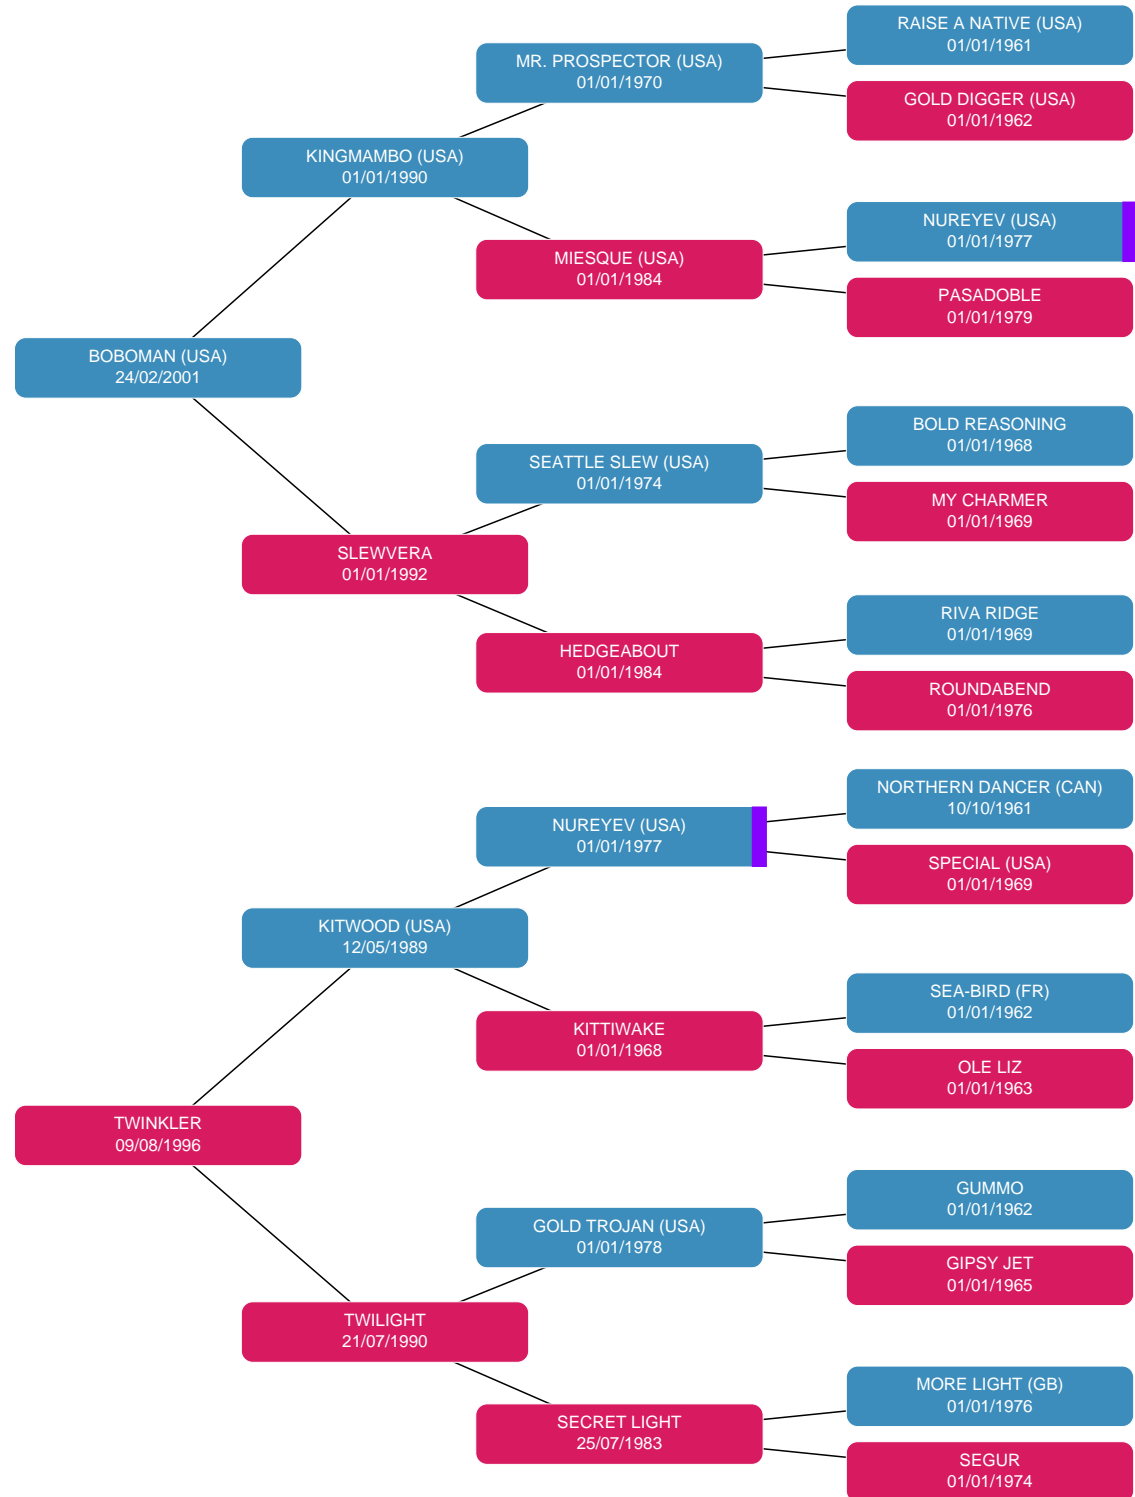 RAISE A NATIVE (USA)
01/01/1961
MR. PROSPECTOR (USA)
01/01/1970
GOLD DIGGER (USA)
01/01/1962
KINGMAMBO (USA)
01/01/1990
NUREYEV (USA)
01/01/1977
MIESQUE (USA)
01/01/1984
PASADOBLE
01/01/1979
BOBOMAN (USA)
24/02/2001
BOLD REASONING
01/01/1968
SEATTLE SLEW (USA)
01/01/1974
MY CHARMER
01/01/1969
SLEWVERA
01/01/1992
RIVA RIDGE
01/01/1969
HEDGEABOUT
01/01/1984
ROUNDABEND
01/01/1976
NORTHERN DANCER (CAN)
10/10/1961
NUREYEV (USA)
01/01/1977
SPECIAL (USA)
01/01/1969
KITWOOD (USA)
12/05/1989
SEA-BIRD (FR)
01/01/1962
KITTIWAKE
01/01/1968
OLE LIZ
01/01/1963
TWINKLER
09/08/1996
GUMMO
01/01/1962
GOLD TROJAN (USA)
01/01/1978
GIPSY JET
01/01/1965
TWILIGHT
21/07/1990
MORE LIGHT (GB)
01/01/1976
SECRET LIGHT
25/07/1983
SEGUR
01/01/1974